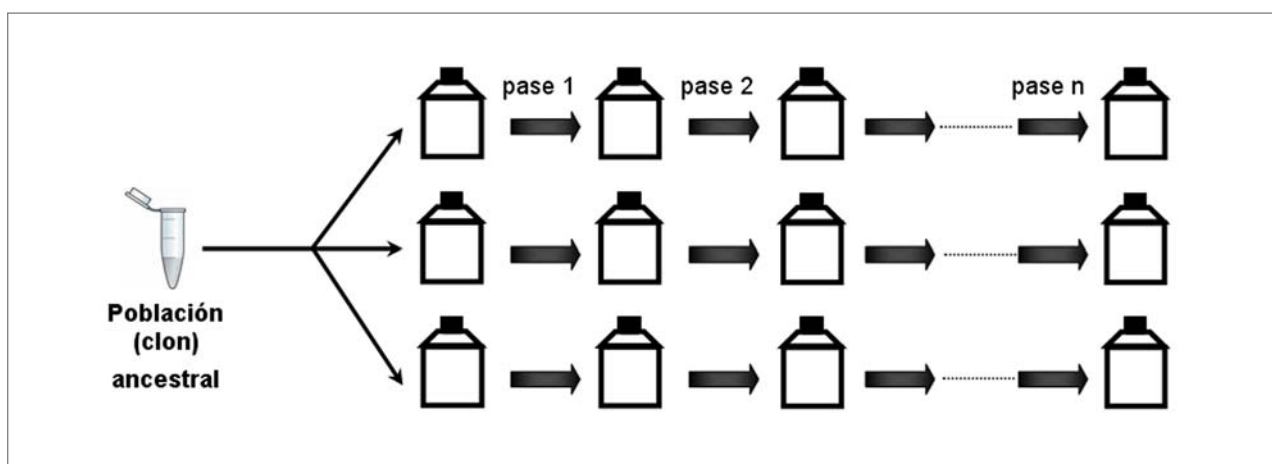 pase 1
pase 2
pase n
Población
(clon)
ancestral